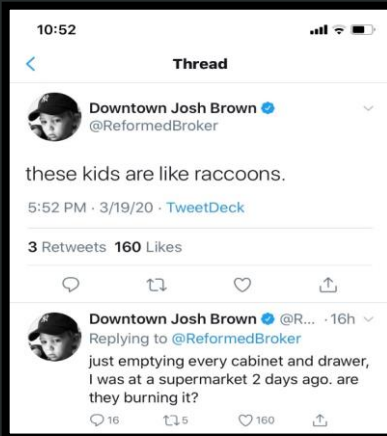 10:52
Thread
Downtown Josh Brown
@ReformedBroker
these kids are like raccoons.
5:52 PM · 3/19/20 · TweetDeck
3 Retweets 160 Likes
Downtown Josh Brown @R... · 16h
Replying to @ReformedBroker
just emptying every cabinet and drawer,
I was at a supermarket 2 days ago. are
they burning it?
16 5 160